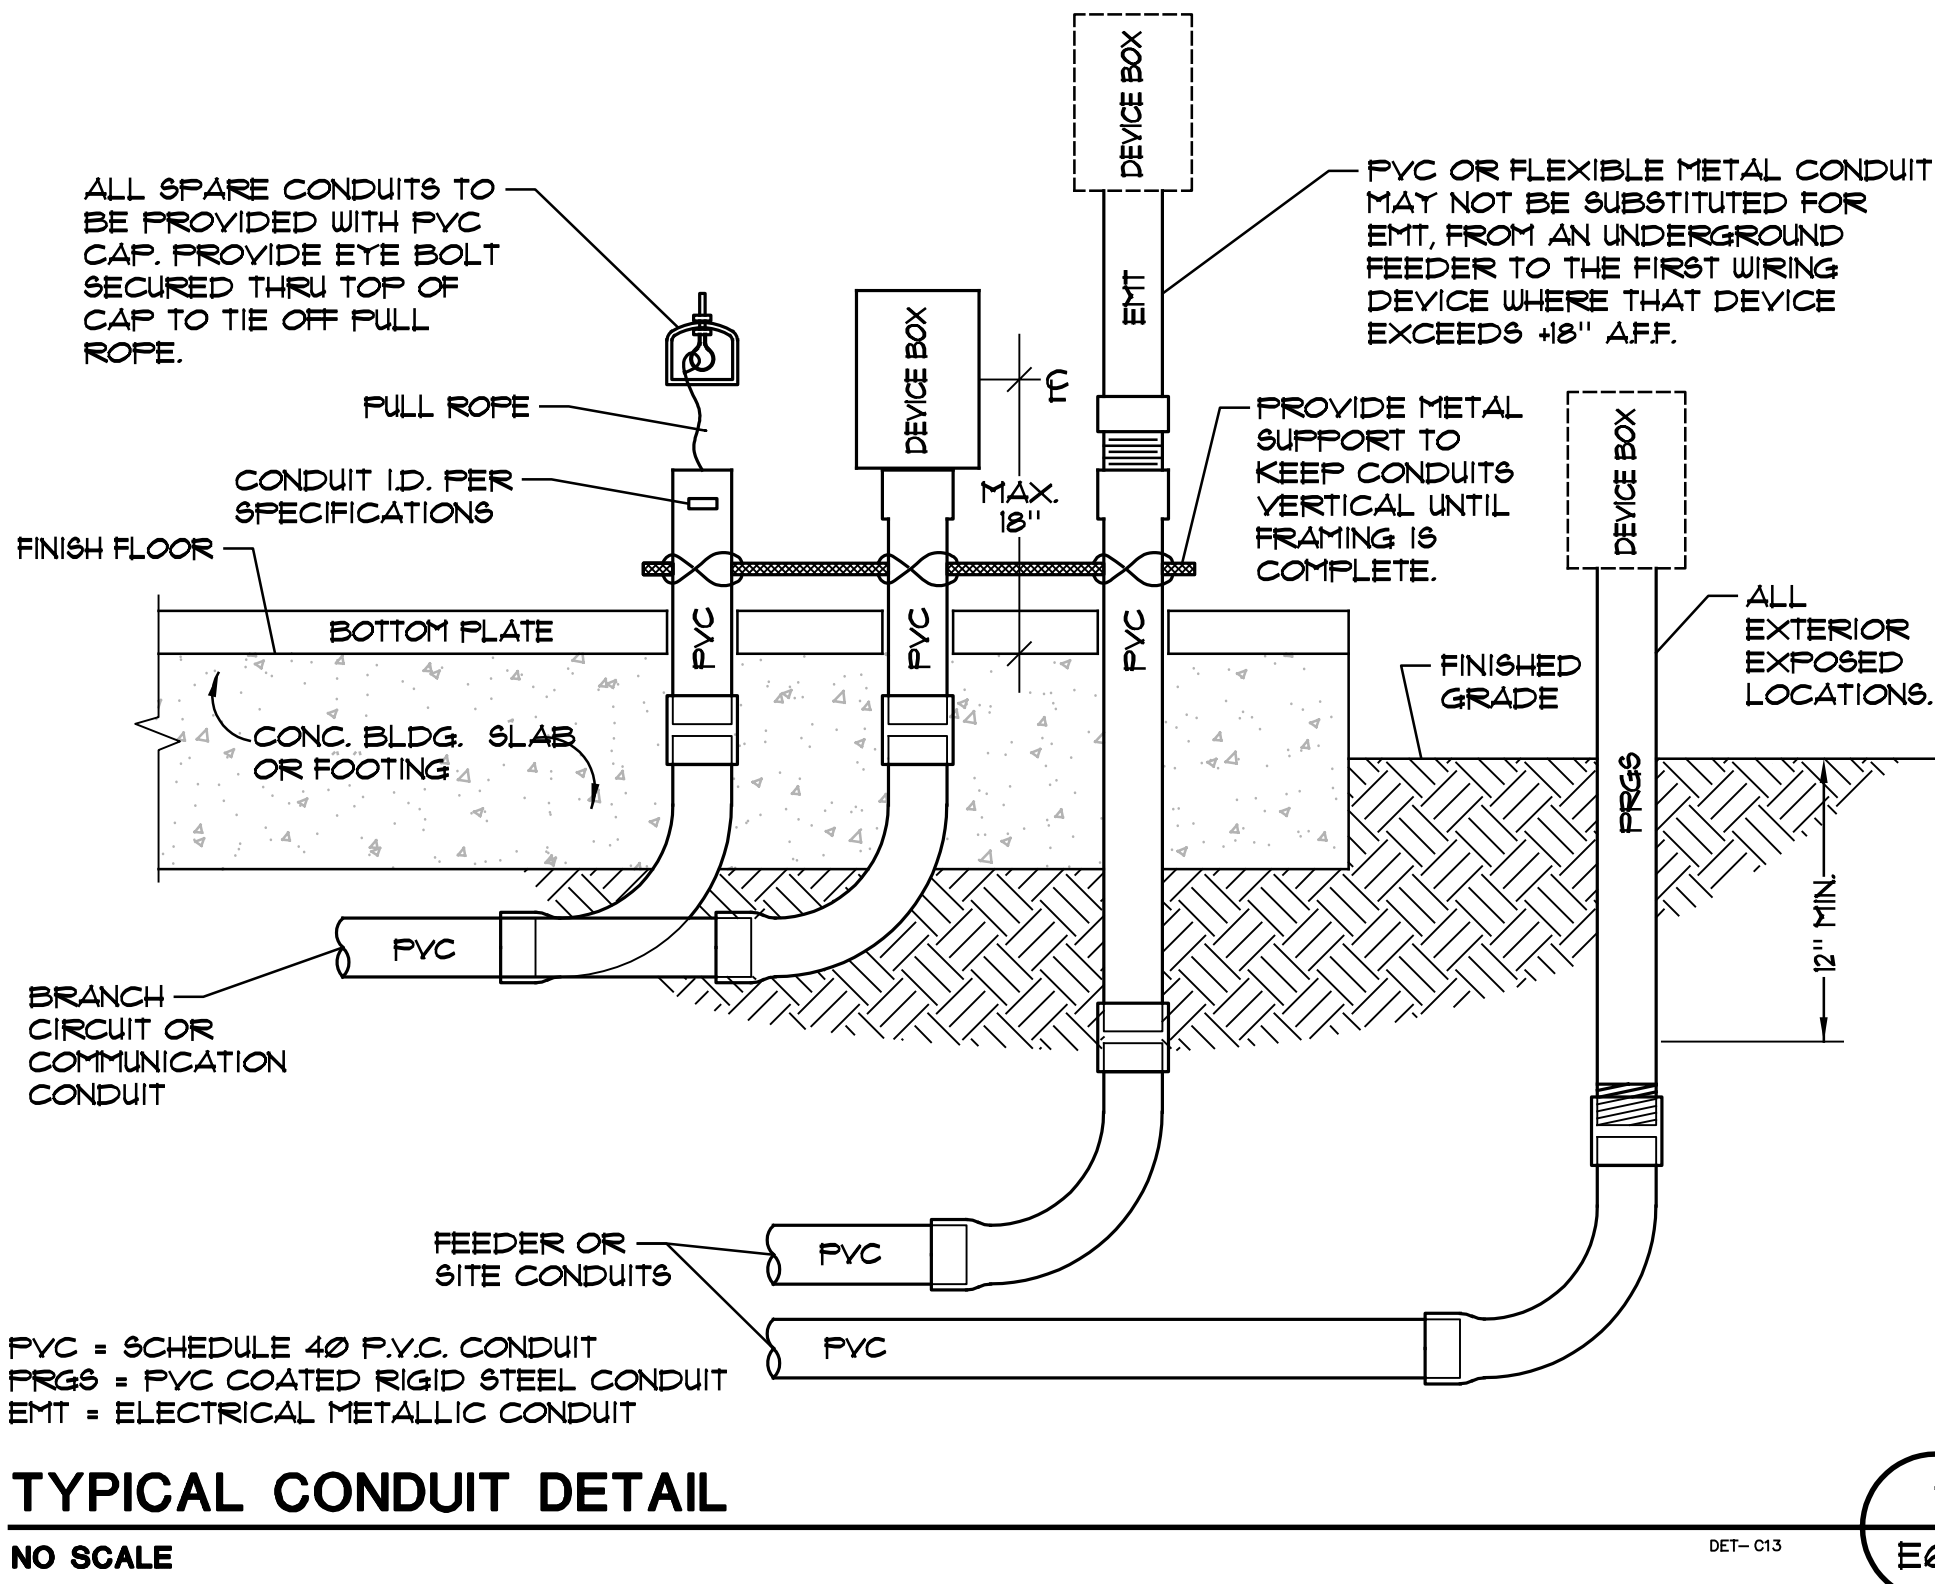 DEVICE BOX
ALL SPARE CONDUITS TO
BE PROVIDED WITH PVC
CAP. PROVIDE EYE BOLT
SECURED THRU TOP OF
CAP TO TIE OFF PULL
ROPE.
PVC OR FLEXIBLE METAL CONDUIT
MAY NOT BE SUBSTITUTED FOR
EMT, FROM AN UNDERGROUND
FEEDER TO THE FIRST WIRING
DEVICE WHERE THAT DEVICE
EXCEEDS +18" A.F.F.
EMT
DEVICE BOX
℄
PULL ROPE
PROVIDE METAL
SUPPORT TO
KEEP CONDUITS
VERTICAL UNTIL
FRAMING IS
COMPLETE.
DEVICE BOX
CONDUIT I.D. PER
SPECIFICATIONS
MAX.
18"
FINISH FLOOR
BOTTOM PLATE
PVC
PVC
PVC
ALL
EXTERIOR
EXPOSED
LOCATIONS.
FINISHED
GRADE
CONC. BLDG. SLAB
OR FOOTING
PRGS
12" MIN.
PVC
BRANCH
CIRCUIT OR
COMMUNICATION
CONDUIT
FEEDER OR
SITE CONDUITS
PVC
PVC
PVC = SCHEDULE 40 P.V.C. CONDUIT
PRGS = PVC COATED RIGID STEEL CONDUIT
EMT = ELECTRICAL METALLIC CONDUIT
TYPICAL CONDUIT DETAIL
NO SCALE
DET- C13